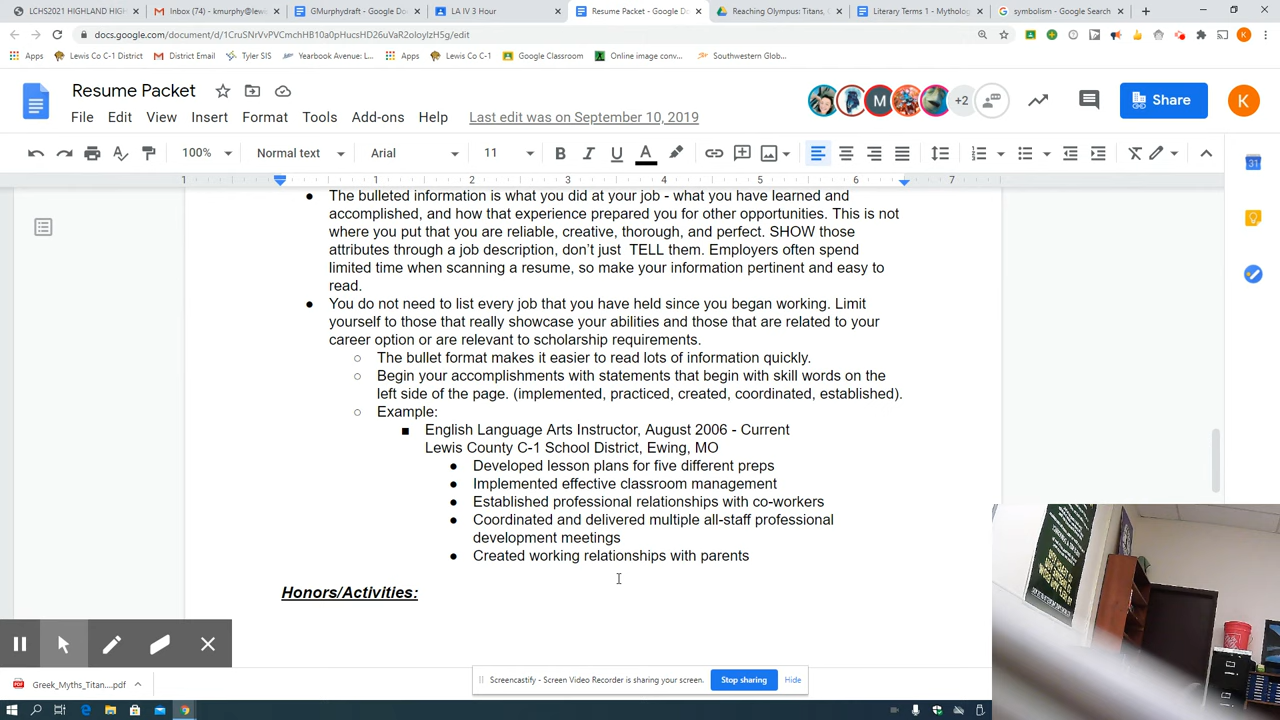 LCHS2021 HIGHLAND HIGH
Inbox (74) - kmurphy@lewi
GMurphydraft - Google Do
LA IV 3 Hour
Resume Packet - Google D
Reaching Olympus: Titans,
Literary Terms 1 - Mytholog
symbolism - Google Search
docs.google.com/document/d/1CruSNrVvPVCmchHB10a0pHucsHD26uVaR2oloylzH5g/edit
Apps
Lewis Co C-1 District
District Email
Tyler SIS
Yearbook Avenue: L...
Apps
Lewis Co C-1
Google Classroom
Online image conv...
Southwestern Glob...
Resume Packet
+2
Share
K
File Edit View Insert Format Tools Add-ons Help Last edit was on September 10, 2019
100% Normal text Arial 11
1 1 2 3 4 5 6 7
The bulleted information is what you did at your job - what you have learned and
accomplished, and how that experience prepared you for other opportunities. This is not
where you put that you are reliable, creative, thorough, and perfect. SHOW those
attributes through a job description, don't just TELL them. Employers often spend
limited time when scanning a resume, so make your information pertinent and easy to
read.
You do not need to list every job that you have held since you began working. Limit
yourself to those that really showcase your abilities and those that are related to your
career option or are relevant to scholarship requirements.
The bullet format makes it easier to read lots of information quickly.
Begin your accomplishments with statements that begin with skill words on the
left side of the page. (implemented, practiced, created, coordinated, established).
Example:
English Language Arts Instructor, August 2006 - Current
Lewis County C-1 School District, Ewing, MO
Developed lesson plans for five different preps
Implemented effective classroom management
Established professional relationships with co-workers
Coordinated and delivered multiple all-staff professional
development meetings
Created working relationships with parents
Honors/Activities:
Screencastify - Screen Video Recorder is sharing your screen.
Stop sharing
Hide
Greek_Myths_Titan....pdf